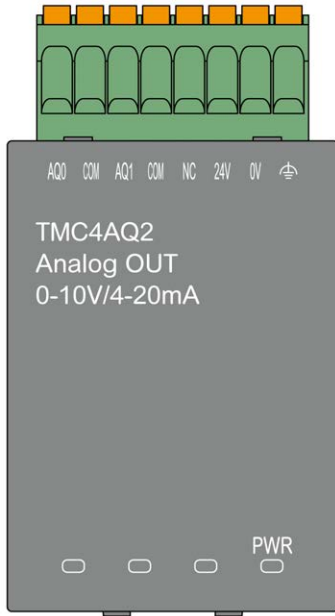 AQ0 COM AQ1 COM NC 24V 0V
TMC4AQ2
Analog OUT
0-10V/4-20mA
PWR